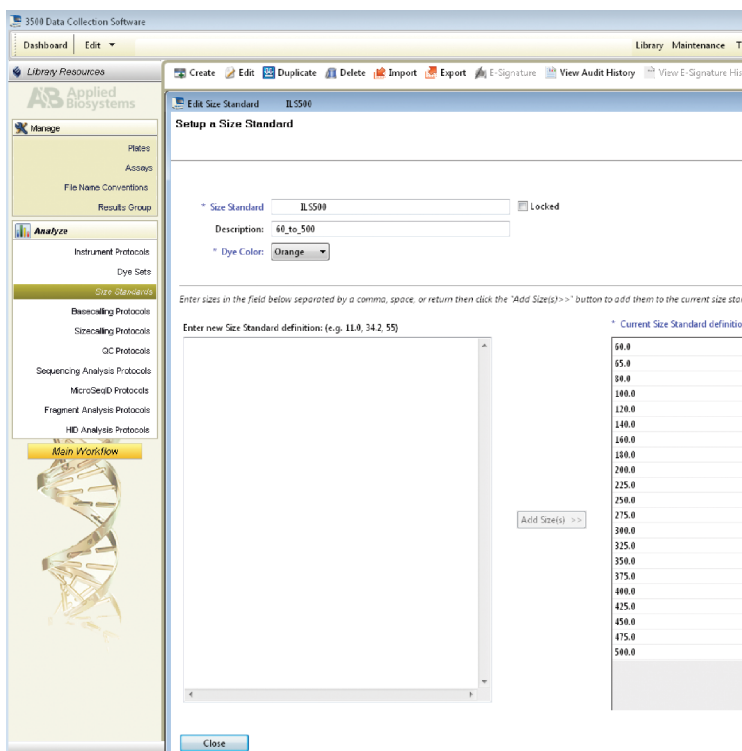 3500 Data Collection Software
Dashboard Edit
Library Maintenance T
Library Resources
Create Edit Duplicate Delete Import Export E-Signature View Audit History View E-Signature His
Applied
Biosystems
Manage
Plates
Assays
File Name Conventions
Results Group
Analyze
Instrument Protocols
Dye Sets
Size Standards
Basecalling Protocols
Sizecalling Protocols
QC Protocols
Sequencing Analysis Protocols
MicroSeqID Protocols
Fragment Analysis Protocols
HID Analysis Protocols
Main Workflow
Edit Size Standard ILS500
Setup a Size Standard
* Size Standard ILS500 Locked
Description: 60_to_500
* Dye Color: Orange
Enter sizes in the field below separated by a comma, space, or return then click the "Add Size(s)>>" button to add them to the current size sta
Enter new Size Standard definition: (e.g. 11.0, 34.2, 55)
Add Size(s) >>
* Current Size Standard definitio
60.0
65.0
80.0
100.0
120.0
140.0
160.0
180.0
200.0
225.0
250.0
275.0
300.0
325.0
350.0
375.0
400.0
425.0
450.0
475.0
500.0
Close